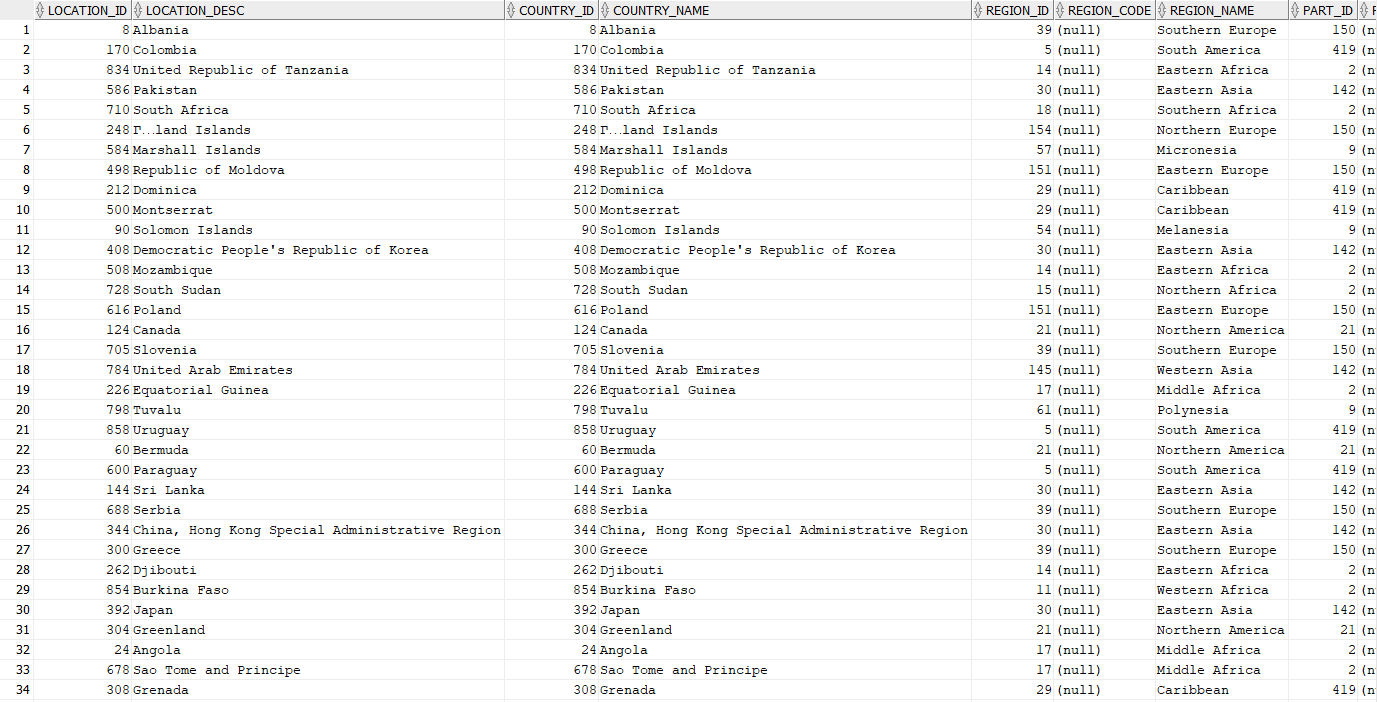 LOCATION_ID LOCATION_DESC COUNTRY_ID COUNTRY_NAME REGION_ID REGION_CODE REGION_NAME PART_ID
1 8 Albania 8 Albania 39 (null) Southern Europe 150 (n
2 170 Colombia 170 Colombia 5 (null) South America 419 (n
3 834 United Republic of Tanzania 834 United Republic of Tanzania 14 (null) Eastern Africa 2 (n
4 586 Pakistan 586 Pakistan 30 (null) Eastern Asia 142 (n
5 710 South Africa 710 South Africa 18 (null) Southern Africa 2 (n
6 248 Г…land Islands 248 Г…land Islands 154 (null) Northern Europe 150 (n
7 584 Marshall Islands 584 Marshall Islands 57 (null) Micronesia 9 (n
8 498 Republic of Moldova 498 Republic of Moldova 151 (null) Eastern Europe 150 (n
9 212 Dominica 212 Dominica 29 (null) Caribbean 419 (n
10 500 Montserrat 500 Montserrat 29 (null) Caribbean 419 (n
11 90 Solomon Islands 90 Solomon Islands 54 (null) Melanesia 9 (n
12 408 Democratic People's Republic of Korea 408 Democratic People's Republic of Korea 30 (null) Eastern Asia 142 (n
13 508 Mozambique 508 Mozambique 14 (null) Eastern Africa 2 (n
14 728 South Sudan 728 South Sudan 15 (null) Northern Africa 2 (n
15 616 Poland 616 Poland 151 (null) Eastern Europe 150 (n
16 124 Canada 124 Canada 21 (null) Northern America 21 (n
17 705 Slovenia 705 Slovenia 39 (null) Southern Europe 150 (n
18 784 United Arab Emirates 784 United Arab Emirates 145 (null) Western Asia 142 (n
19 226 Equatorial Guinea 226 Equatorial Guinea 17 (null) Middle Africa 2 (n
20 798 Tuvalu 798 Tuvalu 61 (null) Polynesia 9 (n
21 858 Uruguay 858 Uruguay 5 (null) South America 419 (n
22 60 Bermuda 60 Bermuda 21 (null) Northern America 21 (n
23 600 Paraguay 600 Paraguay 5 (null) South America 419 (n
24 144 Sri Lanka 144 Sri Lanka 30 (null) Eastern Asia 142 (n
25 688 Serbia 688 Serbia 39 (null) Southern Europe 150 (n
26 344 China, Hong Kong Special Administrative Region 344 China, Hong Kong Special Administrative Region 30 (null) Eastern Asia 142 (n
27 300 Greece 300 Greece 39 (null) Southern Europe 150 (n
28 262 Djibouti 262 Djibouti 14 (null) Eastern Africa 2 (n
29 854 Burkina Faso 854 Burkina Faso 11 (null) Western Africa 2 (n
30 392 Japan 392 Japan 30 (null) Eastern Asia 142 (n
31 304 Greenland 304 Greenland 21 (null) Northern America 21 (n
32 24 Angola 24 Angola 17 (null) Middle Africa 2 (n
33 678 Sao Tome and Principe 678 Sao Tome and Principe 17 (null) Middle Africa 2 (n
34 308 Grenada 308 Grenada 29 (null) Caribbean 419 (n